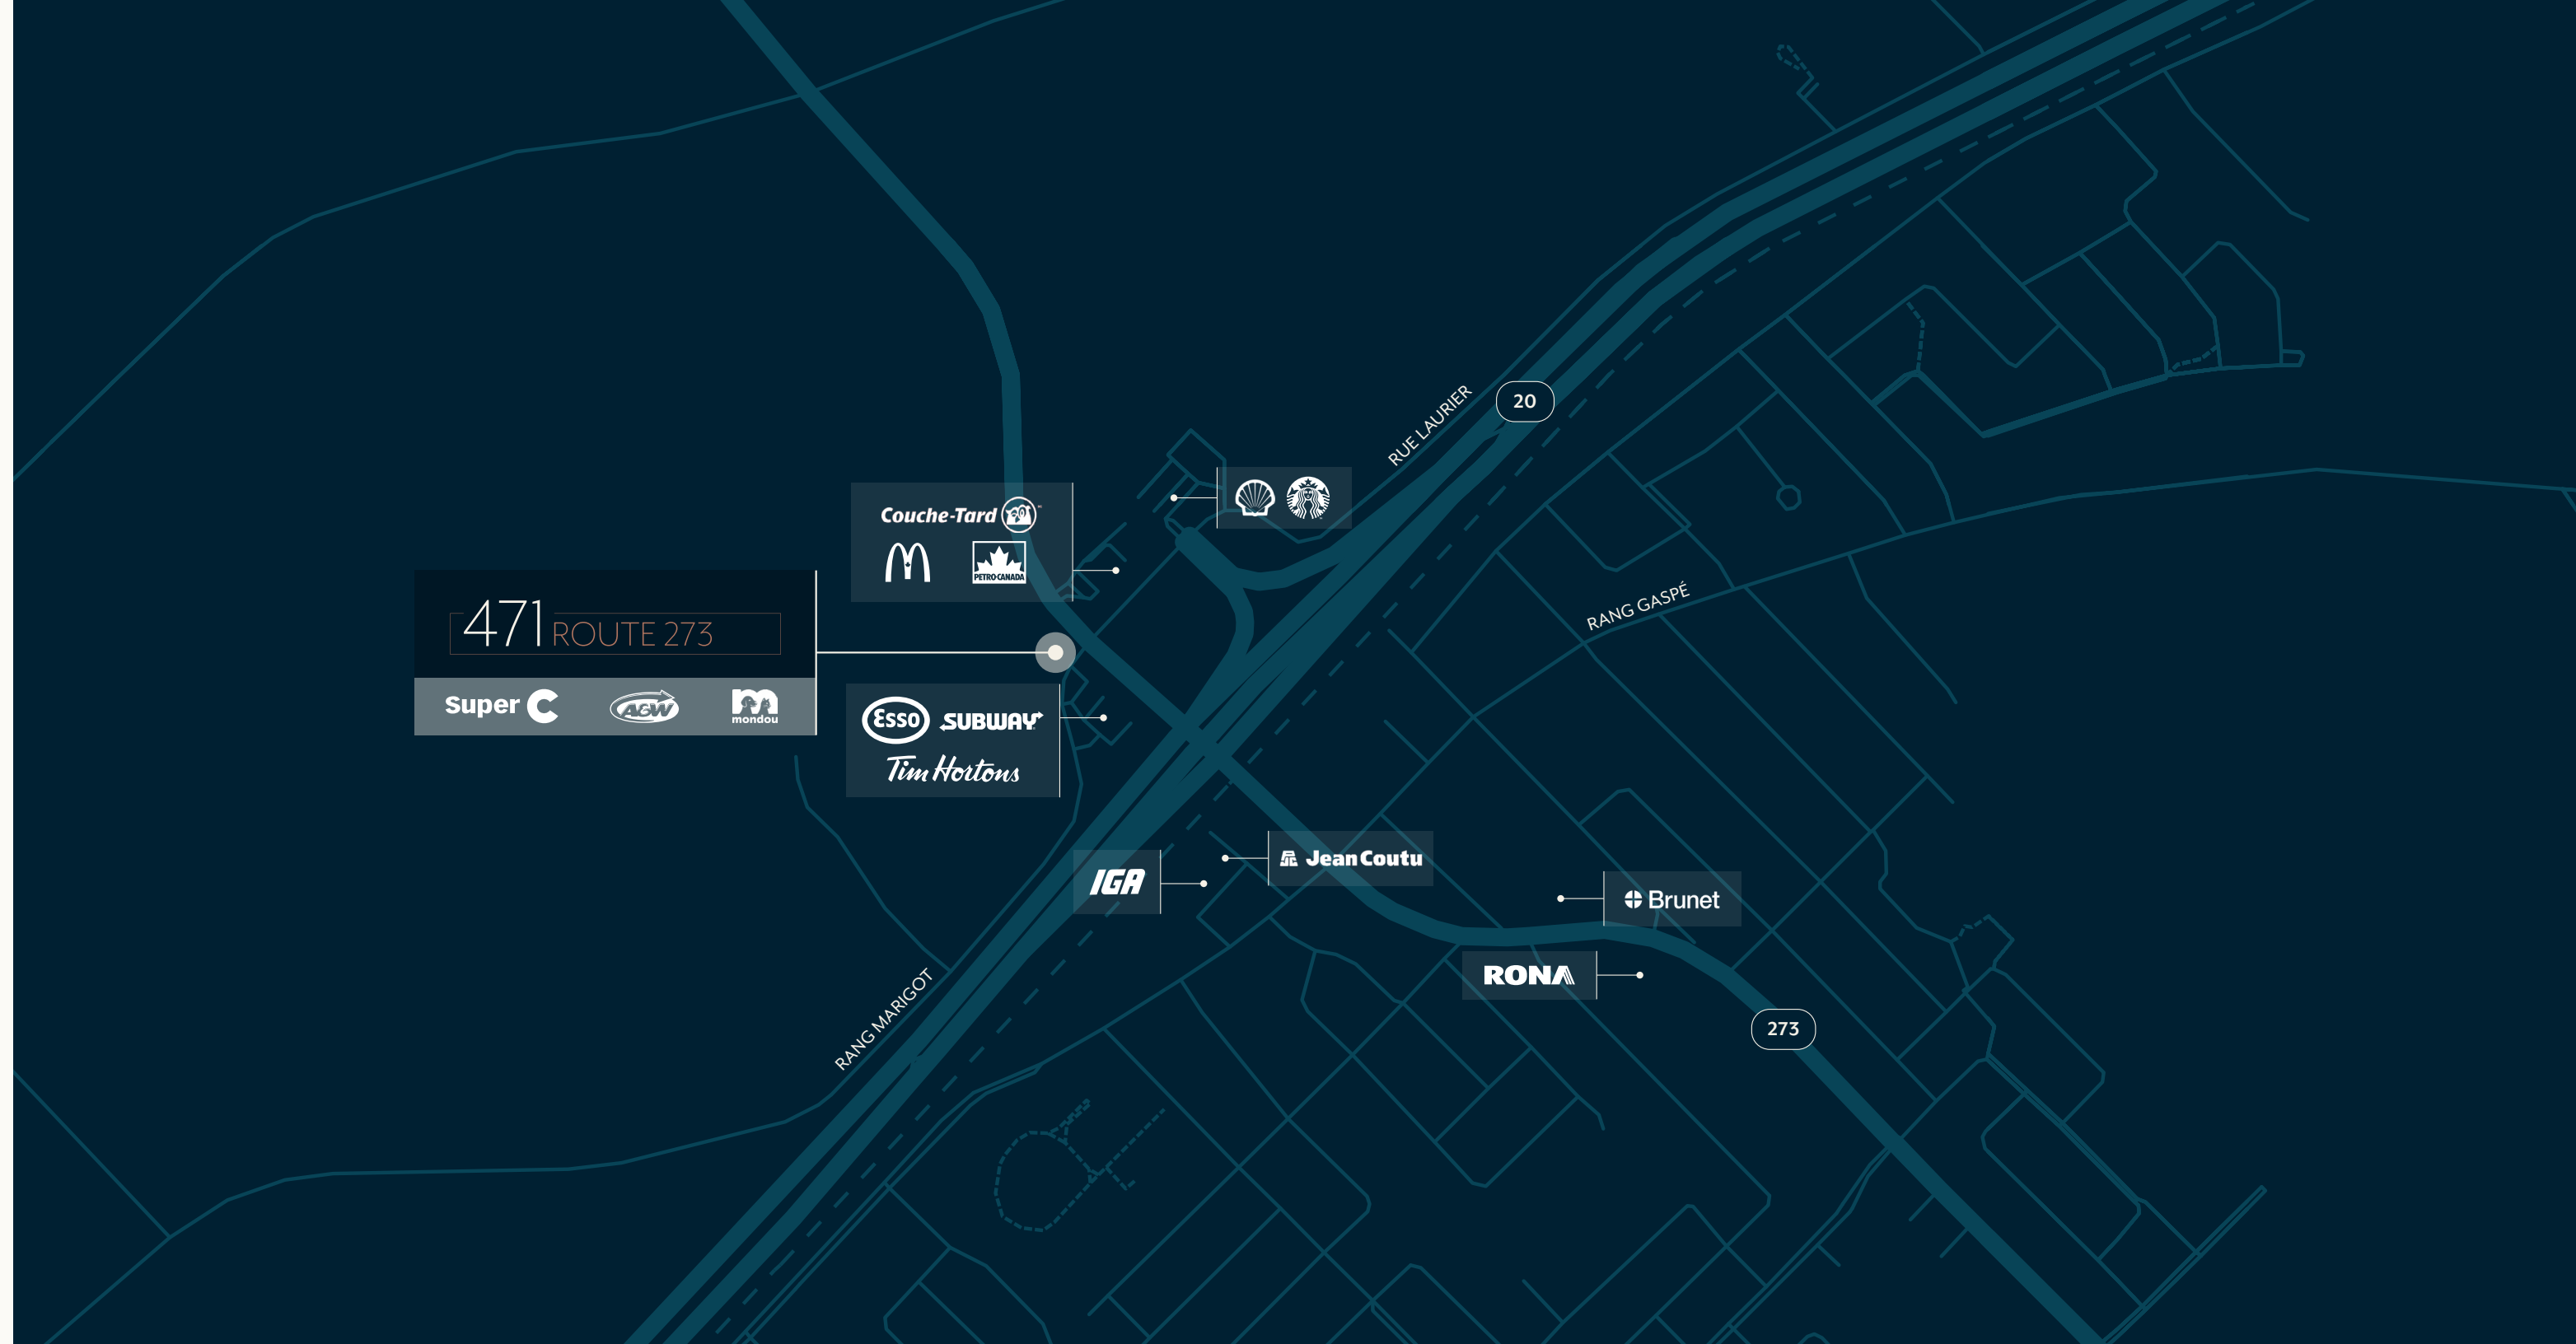 RUE LAURIER
20
Couche-Tard
PETRO-CANADA
471 ROUTE 273
Super C
A&W
mondou
Esso
SUBWAY
Tim Hortons
RANG GASPÉ
IGA
Jean Coutu
Brunet
RONA
RANG MARIGOT
273